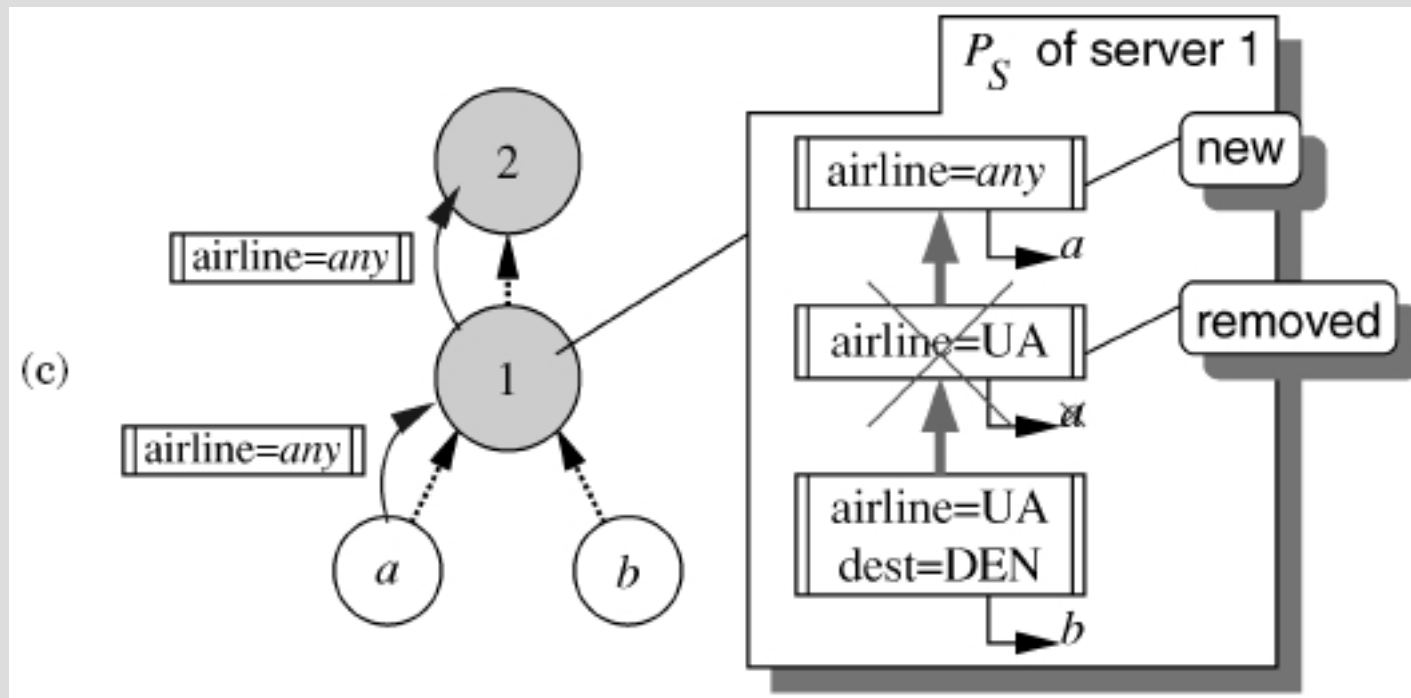 (c)
2
airline=any
1
airline=any
a
b
P_S of server 1
airline=any
new
a
airline=UA
removed
a
airline=UA
dest=DEN
b